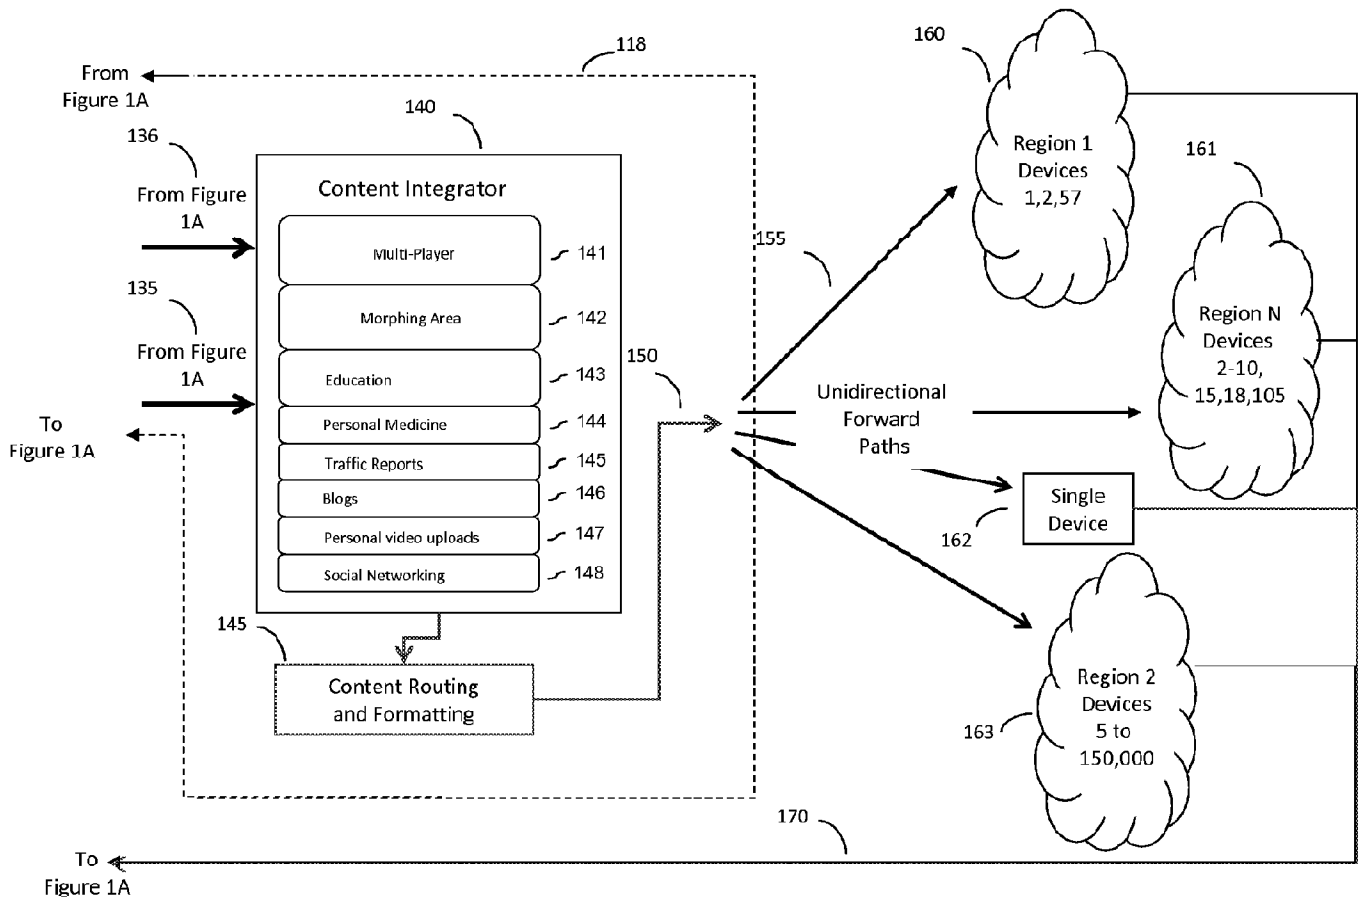 118
160
From
Figure 1A
140
136
161
Region 1
Devices
1,2,57
From Figure
1A
Content Integrator
155
Multi-Player
141
135
Morphing Area
142
Region N
Devices
2-10,
15,18,105
From Figure
1A
150
Education
143
Unidirectional
Forward
Paths
To
Figure 1A
Personal Medicine
144
Traffic Reports
145
Blogs
146
Single
Device
162
Personal video uploads
147
Social Networking
148
145
Content Routing
and Formatting
Region 2
Devices
5 to
150,000
163
170
To
Figure 1A